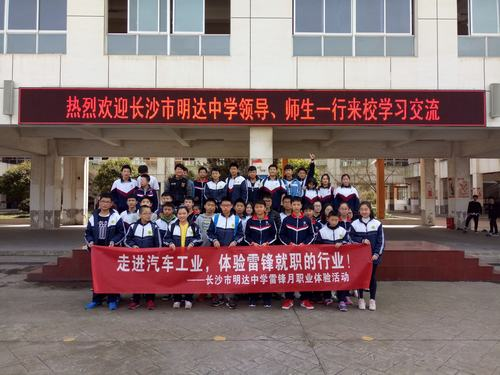 热烈欢迎长沙市明达中学领导、师生一行来校学习交流
走进汽车工业，体验雷锋就职的行业！
——长沙市明达中学雷锋月职业体验活动